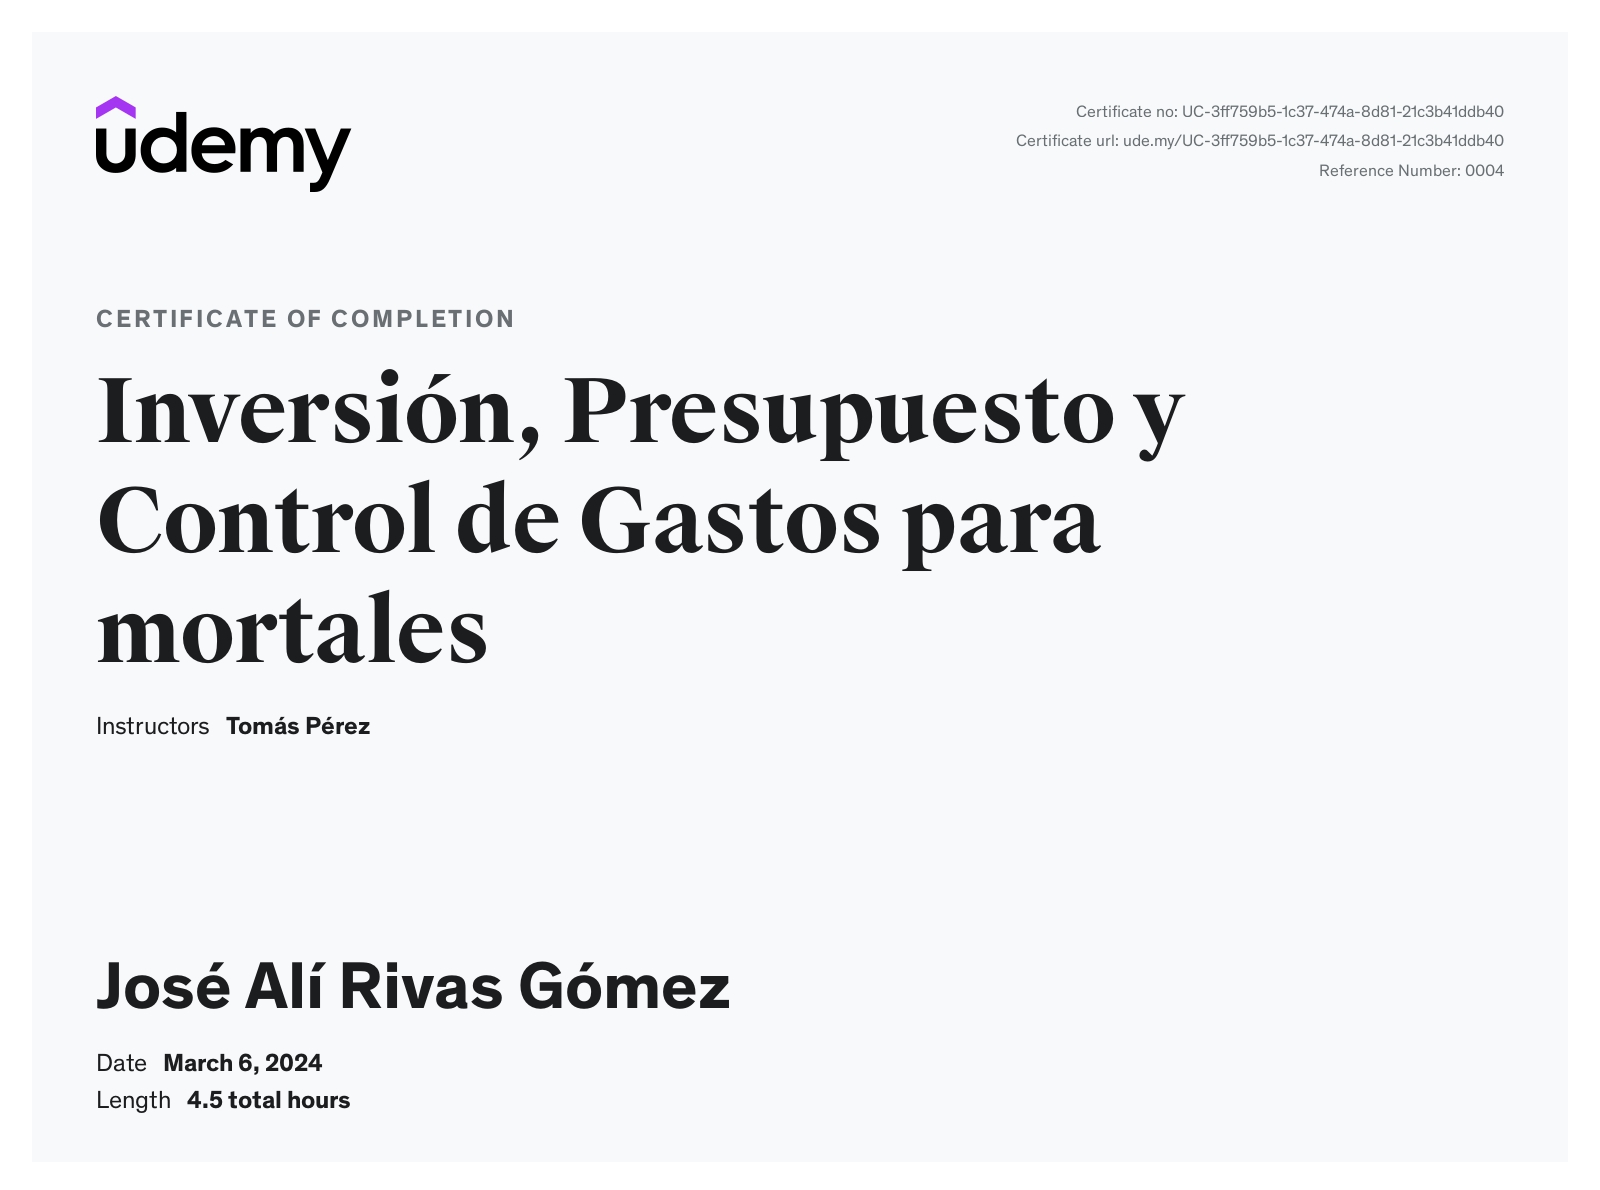 udemy
Certificate no: UC-3ff759b5-1c37-474a-8d81-21c3b41ddb40
Certificate url: ude.my/UC-3ff759b5-1c37-474a-8d81-21c3b41ddb40
Reference Number: 0004
CERTIFICATE OF COMPLETION
Inversión, Presupuesto y
Control de Gastos para
mortales
Instructors Tomás Pérez
José Alí Rivas Gómez
Date March 6, 2024
Length 4.5 total hours